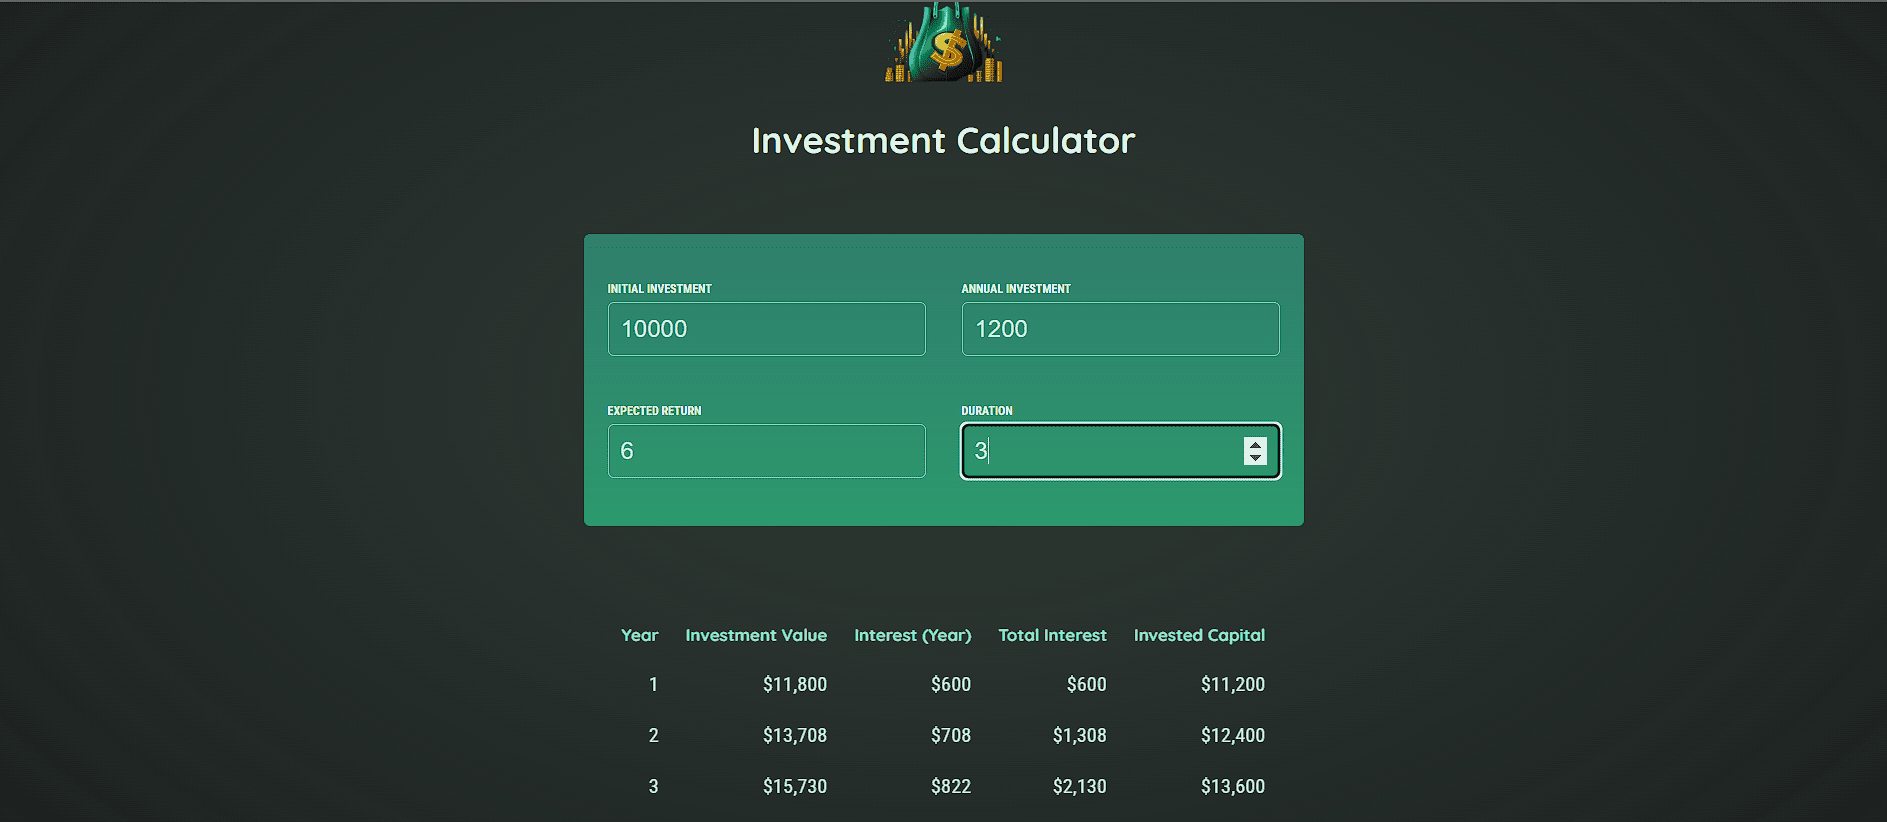 $
Investment Calculator
INITIAL INVESTMENT ANNUAL INVESTMENT
10000 1200
EXPECTED RETURN DURATION
6 3
Year Investment Value Interest (Year) Total Interest Invested Capital
1 $11,800 $600 $600 $11,200
2 $13,708 $708 $1,308 $12,400
3 $15,730 $822 $2,130 $13,600